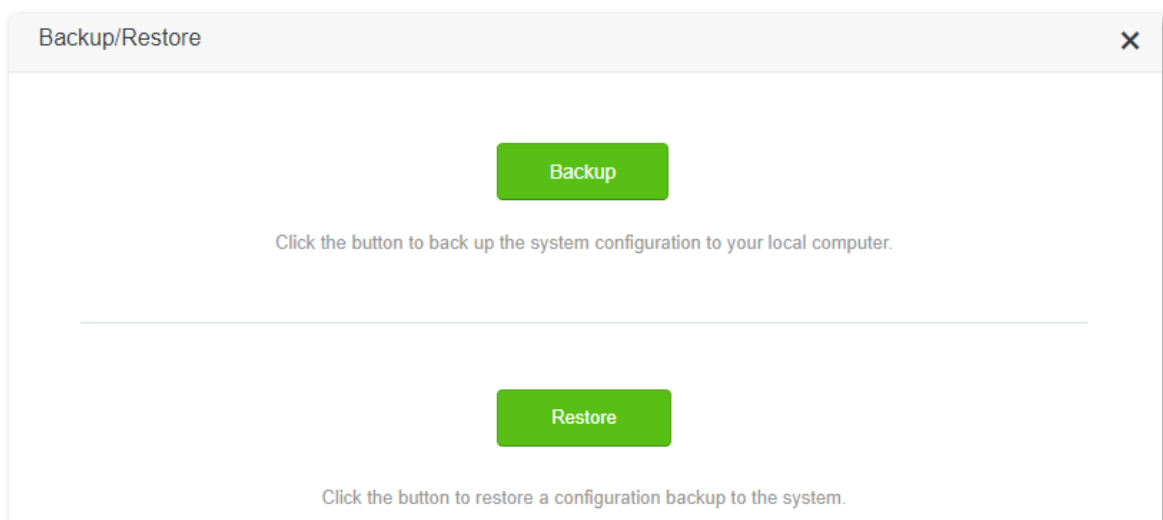 Backup/Restore
Backup
Click the button to back up the system configuration to your local computer.
Restore
Click the button to restore a configuration backup to the system.